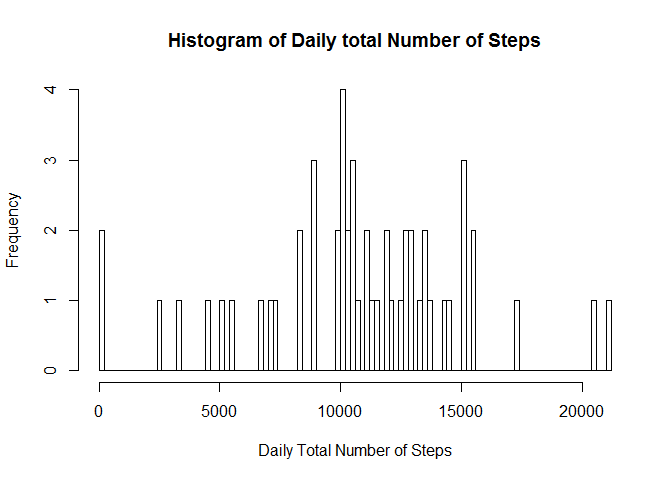 Histogram of Daily total Number of Steps
Frequency
4
3
2
1
0
0 5000 10000 15000 20000
Daily Total Number of Steps